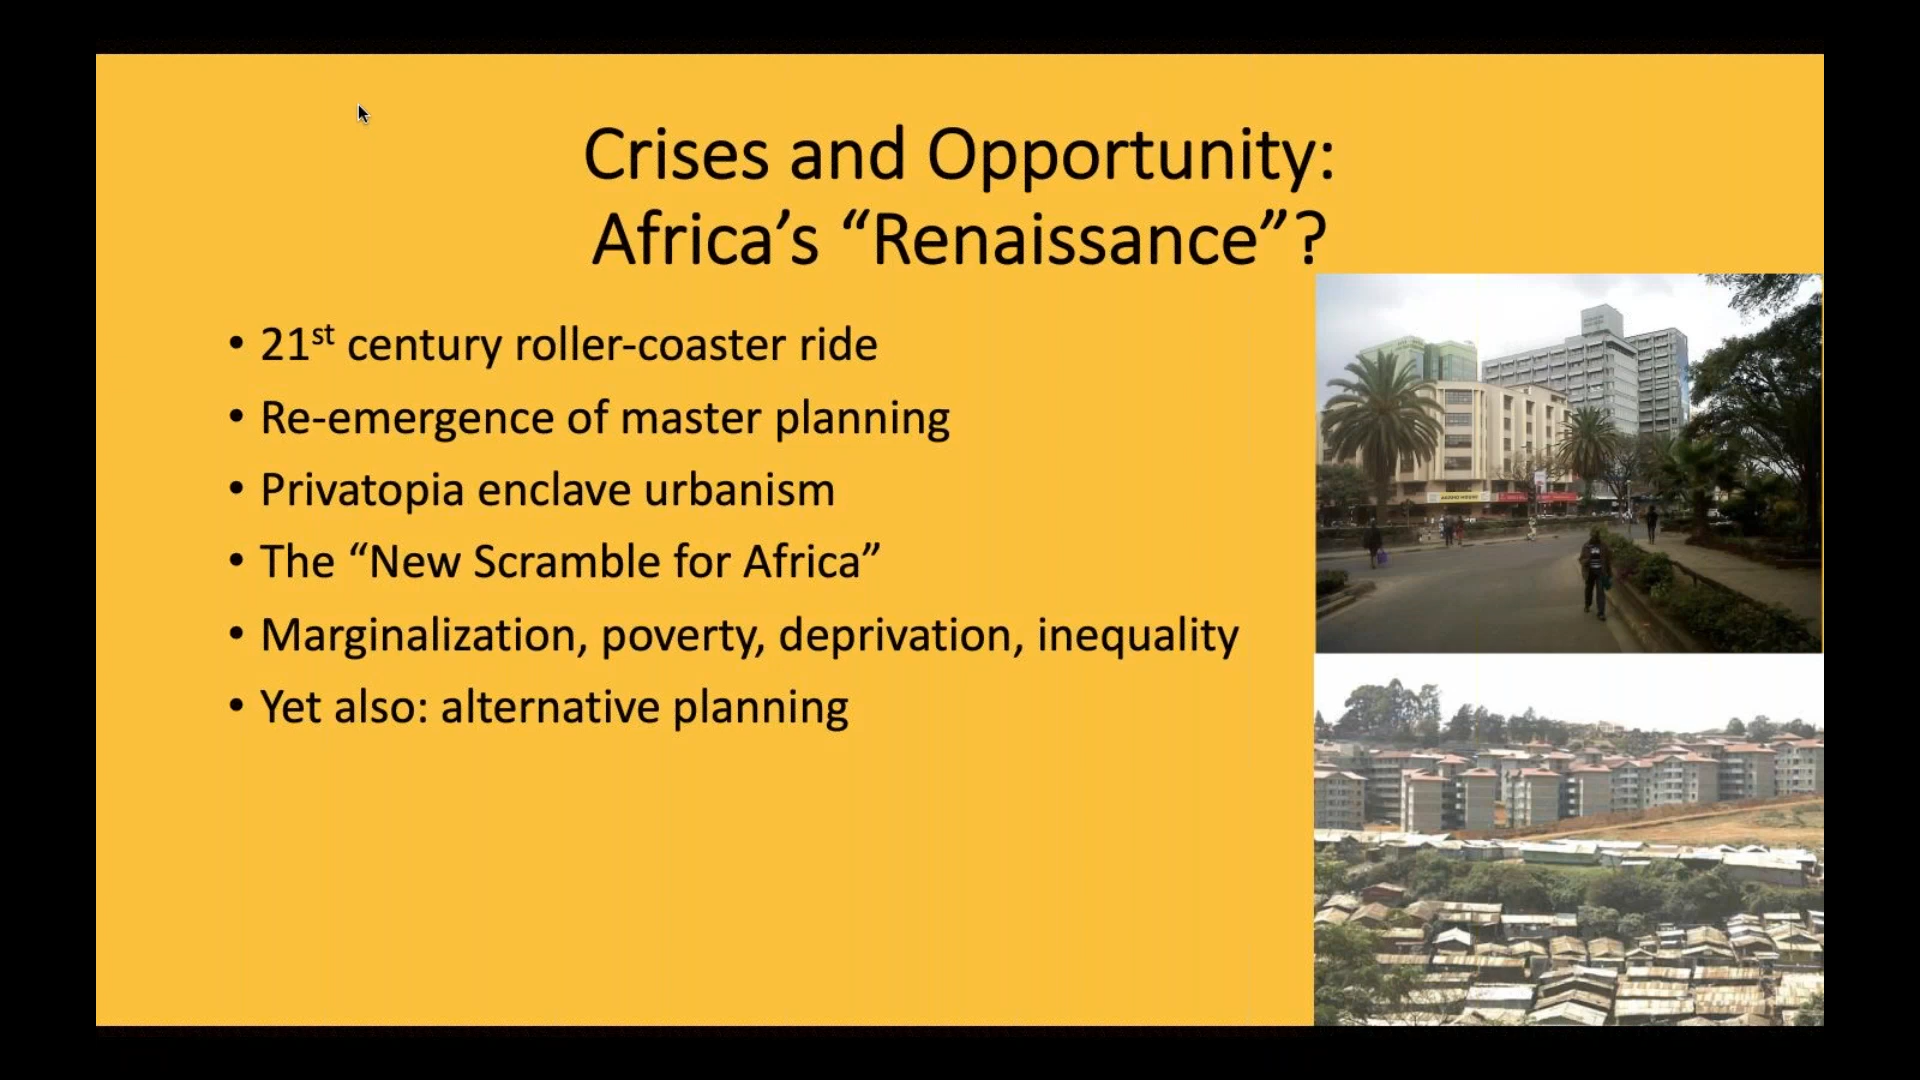 Crises and Opportunity:
Africa’s “Renaissance”?
• 21st century roller-coaster ride
• Re-emergence of master planning
• Privatopia enclave urbanism
• The “New Scramble for Africa”
• Marginalization, poverty, deprivation, inequality
• Yet also: alternative planning